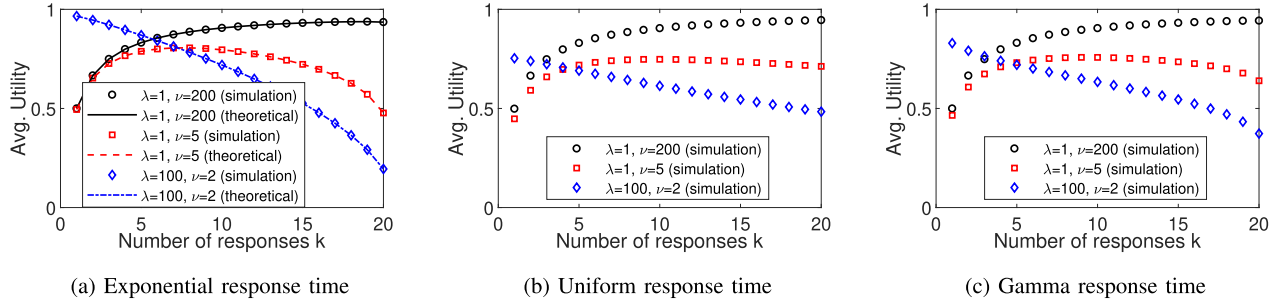 1
0.5
0
Avg. Utility
λ=1, ν=200 (simulation)
λ=1, ν=200 (theoretical)
λ=1, ν=5 (simulation)
λ=1, ν=5 (theoretical)
λ=100, ν=2 (simulation)
λ=100, ν=2 (theoretical)
0 5 10 15 20
Number of responses k
(a) Exponential response time
1
0.5
0
Avg. Utility
λ=1, ν=200 (simulation)
λ=1, ν=5 (simulation)
λ=100, ν=2 (simulation)
0 5 10 15 20
Number of responses k
(b) Uniform response time
1
0.5
0
Avg. Utility
λ=1, ν=200 (simulation)
λ=1, ν=5 (simulation)
λ=100, ν=2 (simulation)
0 5 10 15 20
Number of responses k
(c) Gamma response time